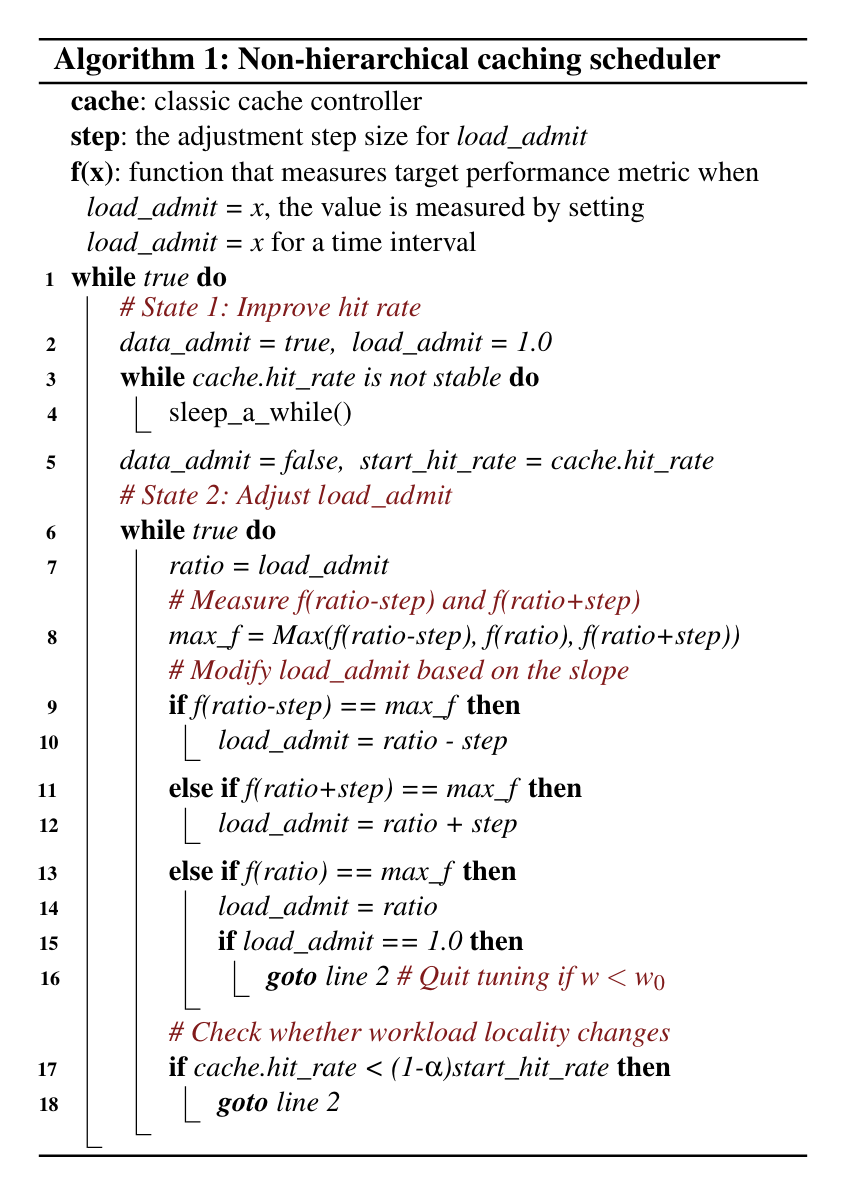 Algorithm 1: Non-hierarchical caching scheduler
cache: classic cache controller
step: the adjustment step size for load_admit
f(x): function that measures target performance metric when
load_admit = x, the value is measured by setting
load_admit = x for a time interval
1 while true do
# State 1: Improve hit rate
2 data_admit = true, load_admit = 1.0
3 while cache.hit_rate is not stable do
4 sleep_a_while()
5 data_admit = false, start_hit_rate = cache.hit_rate
# State 2: Adjust load_admit
6 while true do
7 ratio = load_admit
# Measure f(ratio-step) and f(ratio+step)
8 max_f = Max(f(ratio-step), f(ratio), f(ratio+step))
# Modify load_admit based on the slope
9 if f(ratio-step) == max_f then
10 load_admit = ratio - step
11 else if f(ratio+step) == max_f then
12 load_admit = ratio + step
13 else if f(ratio) == max_f then
14 load_admit = ratio
15 if load_admit == 1.0 then
16 goto line 2 # Quit tuning if w < w₀
# Check whether workload locality changes
17 if cache.hit_rate < (1-α)start_hit_rate then
18 goto line 2